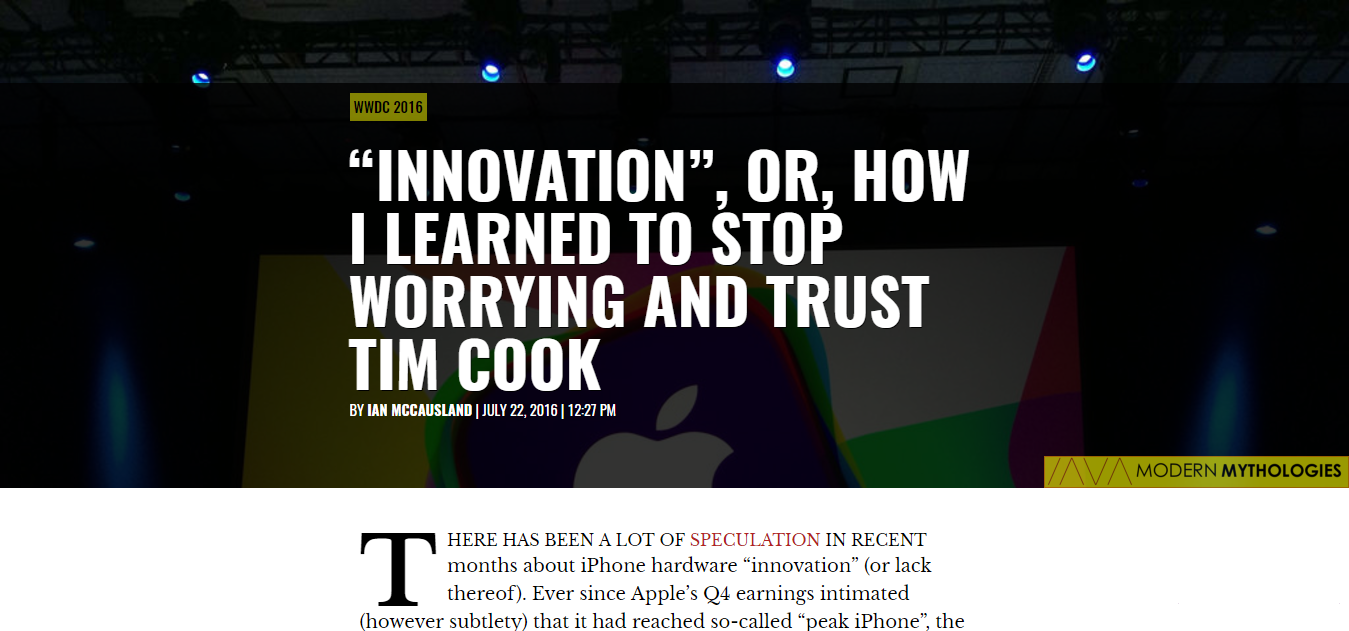 WWDC 2016
“INNOVATION”, OR, HOW
I LEARNED TO STOP
WORRYING AND TRUST
TIM COOK
BY IAN MCCAUSLAND | JULY 22, 2016 | 12:27 PM
MODERN MYTHOLOGIES
THERE HAS BEEN A LOT OF SPECULATION IN RECENT
months about iPhone hardware “innovation” (or lack
thereof). Ever since Apple’s Q4 earnings intimated
(however subtlety) that it had reached so-called “peak iPhone”, the